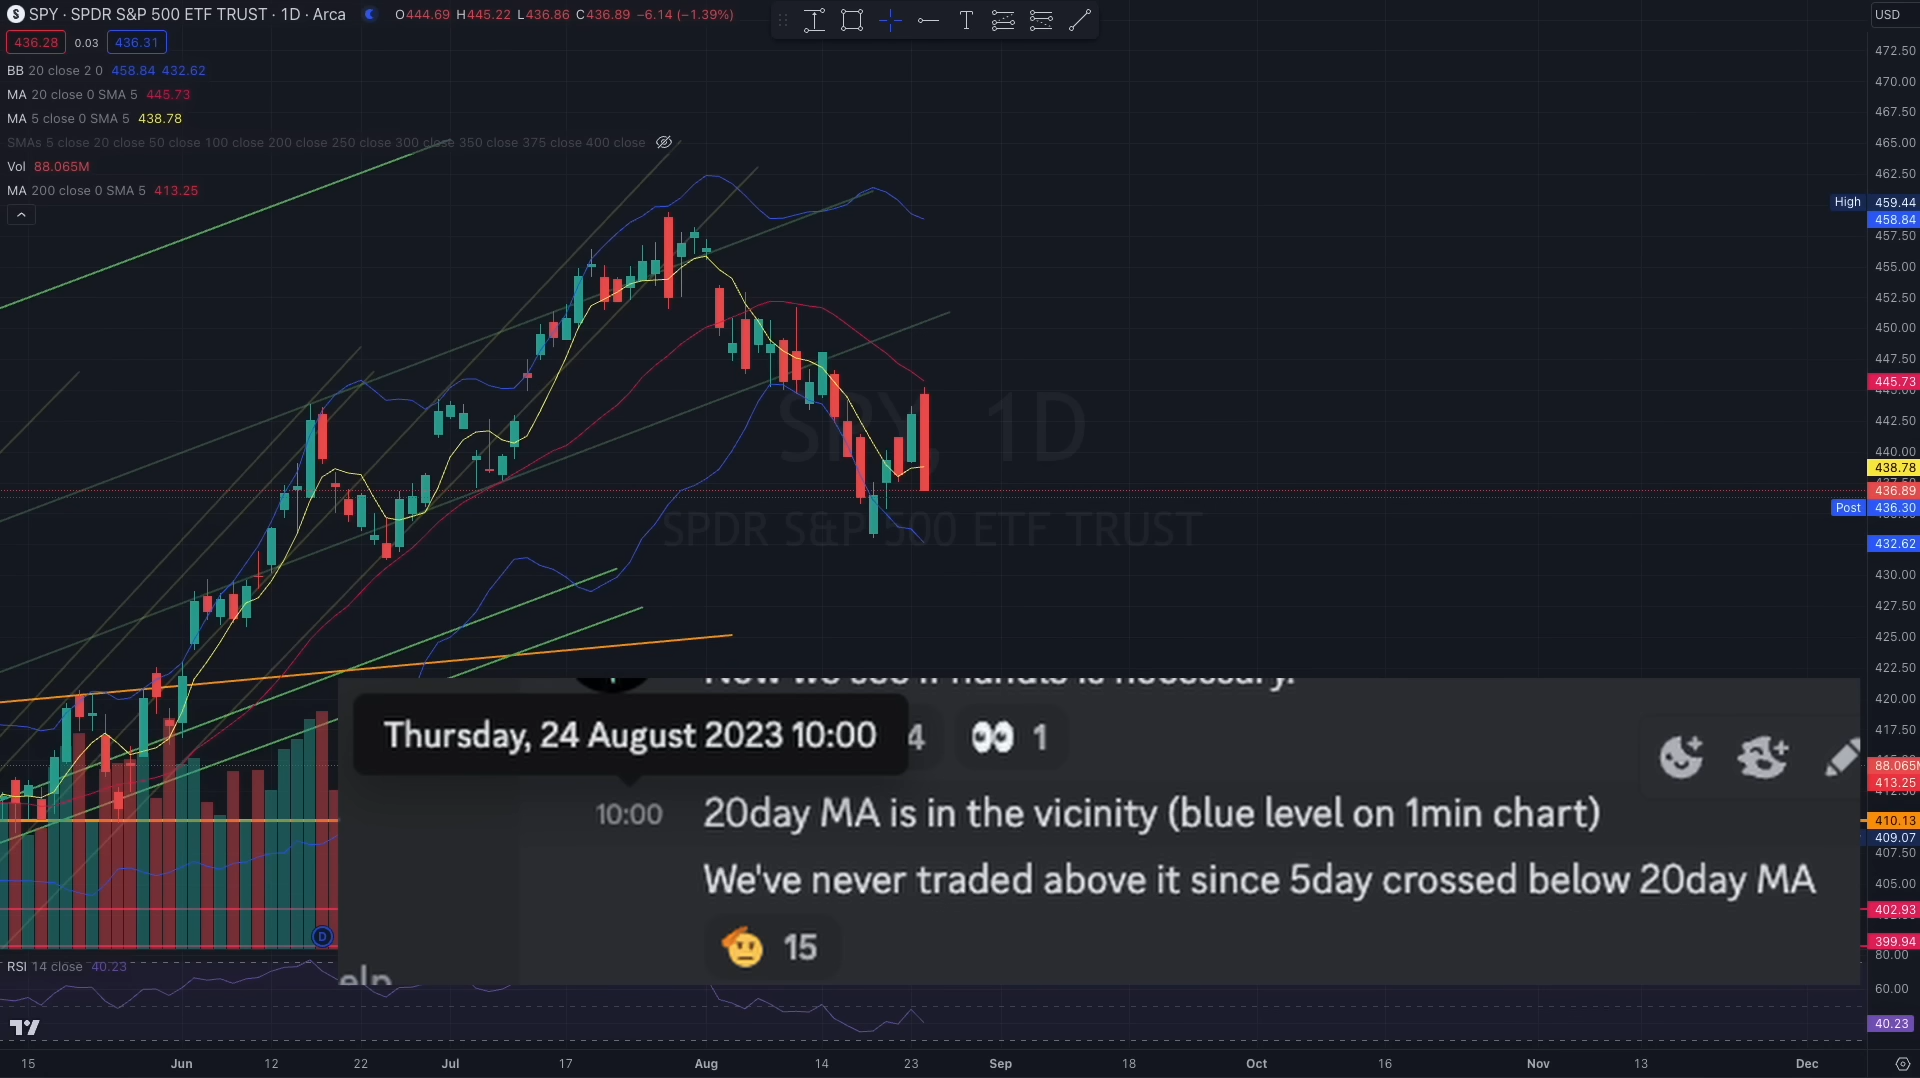 SPY · SPDR S&P 500 ETF TRUST · 1D · Arca O444.69 H445.22 L436.86 C436.89 −6.14 (−1.39%)
USD
436.28 0.03 436.31
BB 20 close 2 0 458.84 432.62
MA 20 close 0 SMA 5 445.73
MA 5 close 0 SMA 5 438.78
SMAs 5 close 20 close 50 close 100 close 200 close 250 close 300 close 350 close 375 close 400 close
Vol 88.065M
MA 200 close 0 SMA 5 413.25
472.50
470.00
467.50
465.00
462.50
High 459.44
458.84
457.50
455.00
452.50
450.00
447.50
445.73
442.50
440.00
438.78
436.89
Post 436.30
432.62
430.00
427.50
425.00
422.50
420.00
417.50
88.065M
413.25
410.13
409.07
407.50
405.00
402.93
399.94
80.00
60.00
40.23
SPY, 1D
SPDR S&P 500 ETF TRUST
Now we see if handle is necessary.
Thursday, 24 August 2023 10:00
4 1
10:00 20day MA is in the vicinity (blue level on 1min chart)
We've never traded above it since 5day crossed below 20day MA
15
elp
D
RSI 14 close 40.23
15 Jun 12 22 Jul 17 Aug 14 23 Sep 18 Oct 16 Nov 13 Dec